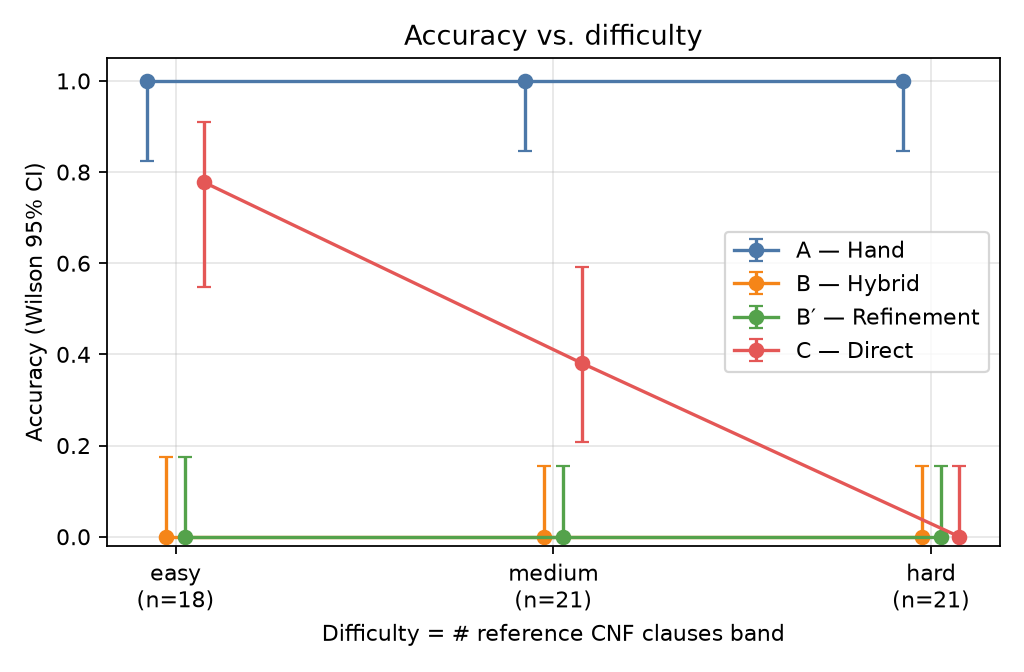 Accuracy vs. difficulty
Accuracy (Wilson 95% CI)
1.0
0.8
0.6
0.4
0.2
0.0
A — Hand
B — Hybrid
B′ — Refinement
C — Direct
easy
(n=18)
medium
(n=21)
hard
(n=21)
Difficulty = # reference CNF clauses band